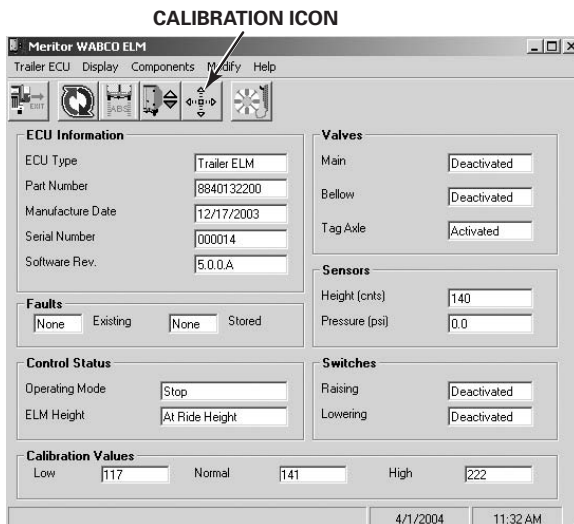 CALIBRATION ICON
Meritor WABCO ELM
Trailer ECU Display Components Modify Help
EXIT
ABS
ECU Information
ECU Type Trailer ELM
Part Number 8840132200
Manufacture Date 12/17/2003
Serial Number 000014
Software Rev. 5.0.0.A
Faults
None Existing None Stored
Control Status
Operating Mode Stop
ELM Height At Ride Height
Valves
Main Deactivated
Bellow Deactivated
Tag Axle Activated
Sensors
Height (cnts) 140
Pressure (psi) 0.0
Switches
Raising Deactivated
Lowering Deactivated
Calibration Values
Low 117 Normal 141 High 222
4/1/2004 11:32 AM